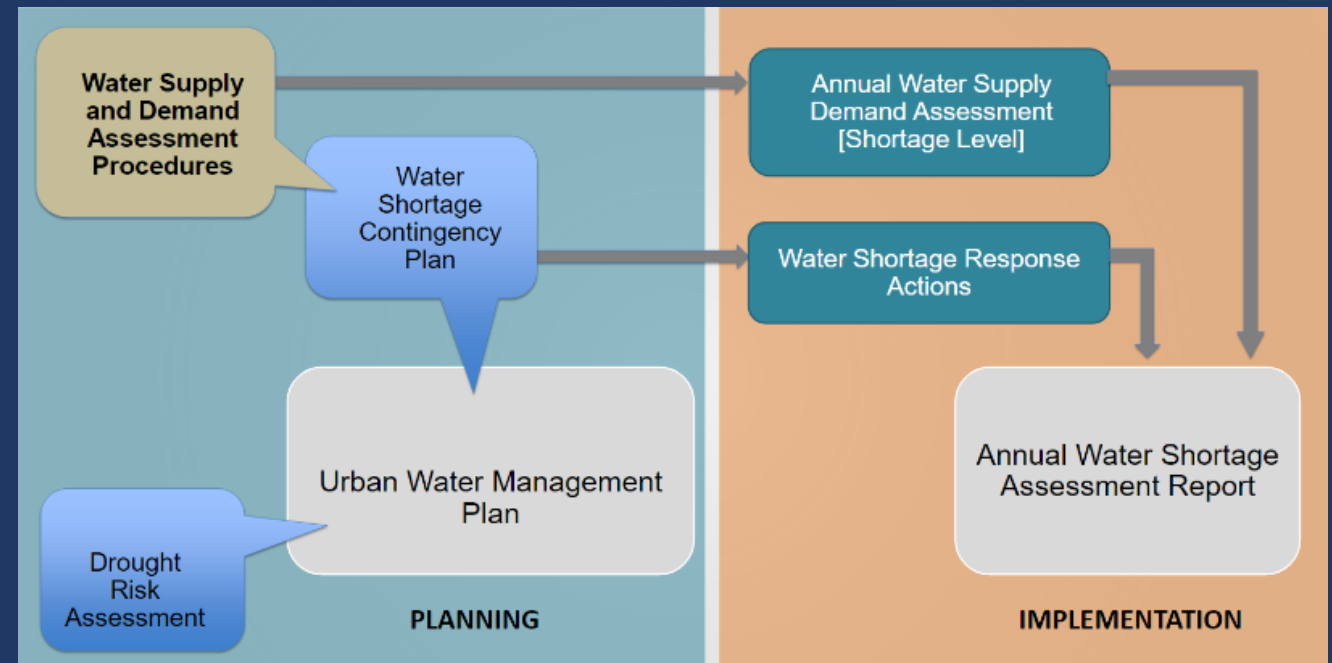 Water Supply
and Demand
Assessment
Procedures
Water
Shortage
Contingency
Plan
Urban Water Management
Plan
Drought
Risk
Assessment
PLANNING
Annual Water Supply
Demand Assessment
[Shortage Level]
Water Shortage Response
Actions
Annual Water Shortage
Assessment Report
IMPLEMENTATION